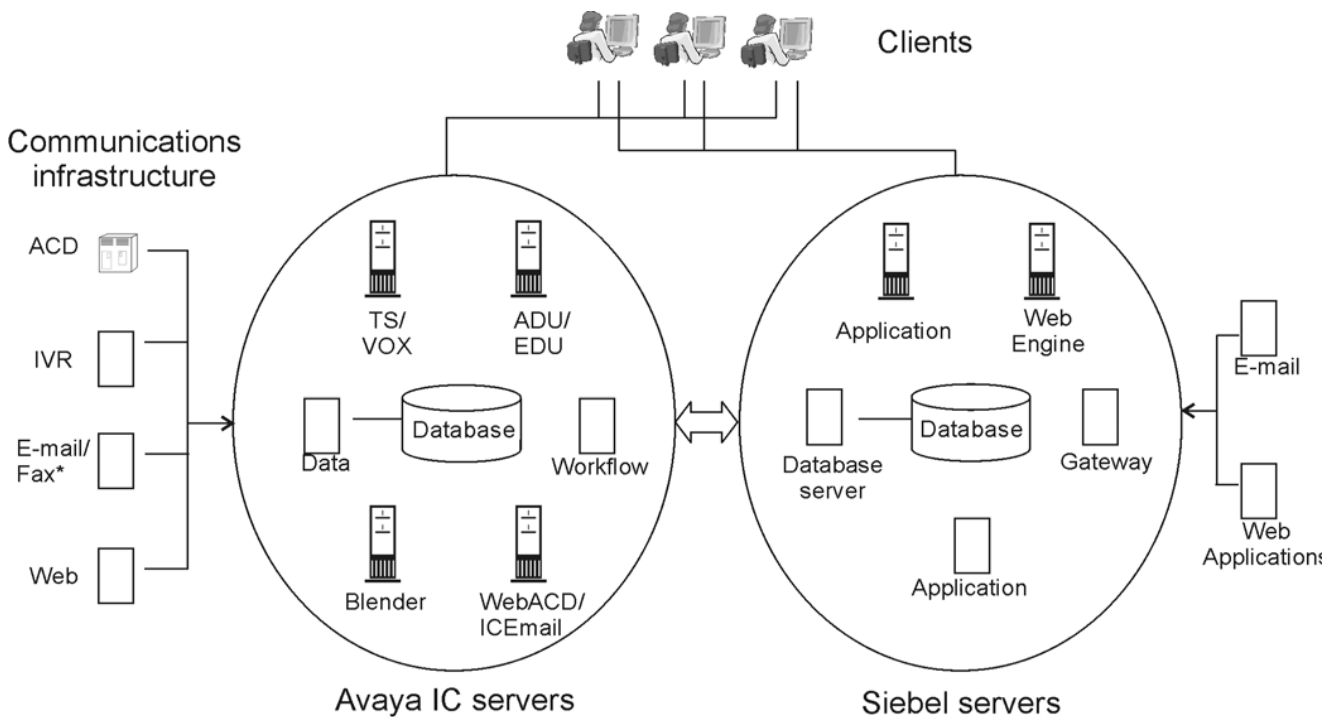 Clients
Communications
infrastructure
ACD
IVR
E-mail/
Fax*
Web
TS/
VOX
ADU/
EDU
Data
Database
Workflow
Blender
WebACD/
ICEmail
Avaya IC servers
Application
Web
Engine
Database
server
Database
Gateway
Application
Siebel servers
E-mail
Web
Applications